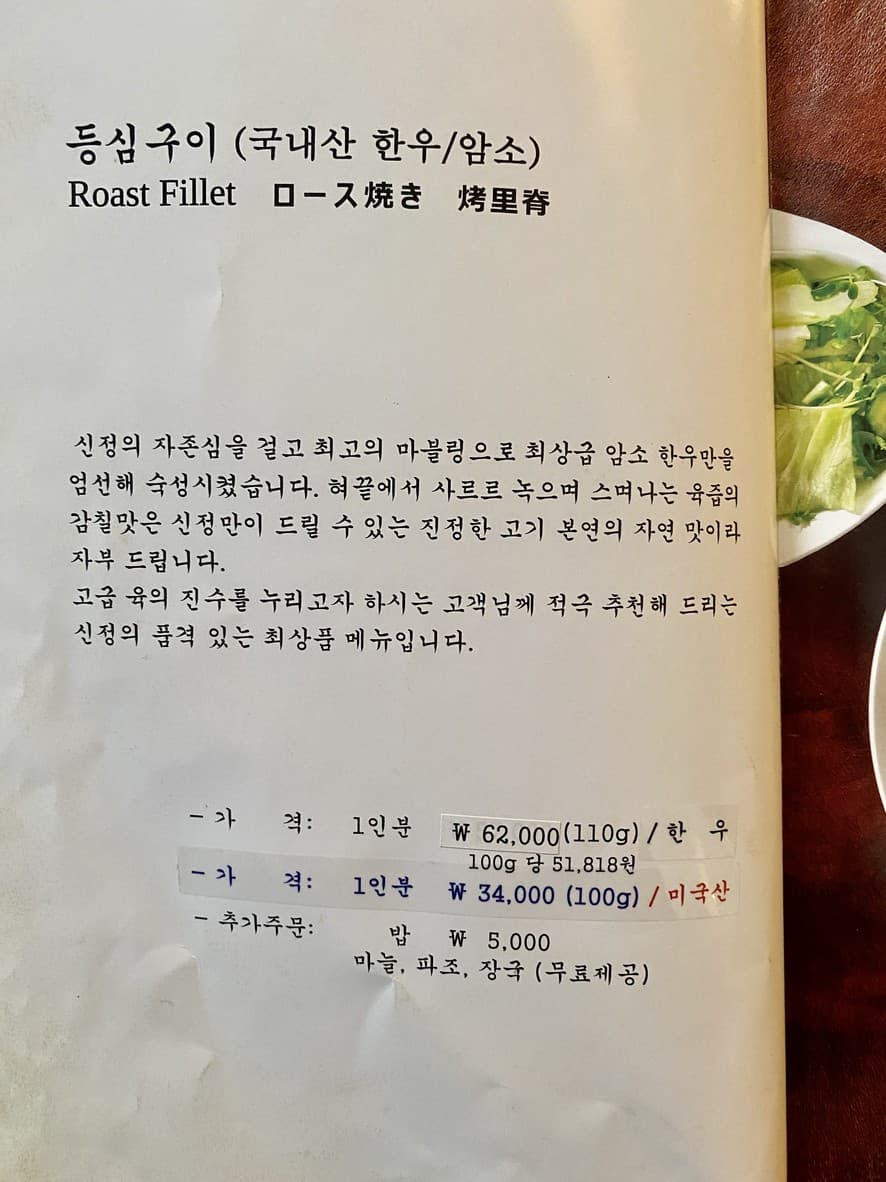 등심구이 (국내산 한우/암소)
Roast Fillet ロース焼き 烤里脊
신정의 자존심을 걸고 최고의 마블링으로 최상급 암소 한우만을
엄선해 숙성시켰습니다. 혀끝에서 사르르 녹으며 스며나는 육즙의
감칠맛은 신정만이 드릴 수 있는 진정한 고기 본연의 자연 맛이라
자부 드립니다.
고급 육의 진수를 누리고자 하시는 고객님께 적극 추천해 드리는
신정의 품격 있는 최상품 메뉴입니다.
- 가 격: 1인분 ₩ 62,000(110g) / 한 우
100g 당 51,818원
- 가 격: 1인분 ₩ 34,000 (100g) / 미국산
- 추가주문: 밥 ₩ 5,000
마늘, 파조, 장국 (무료제공)